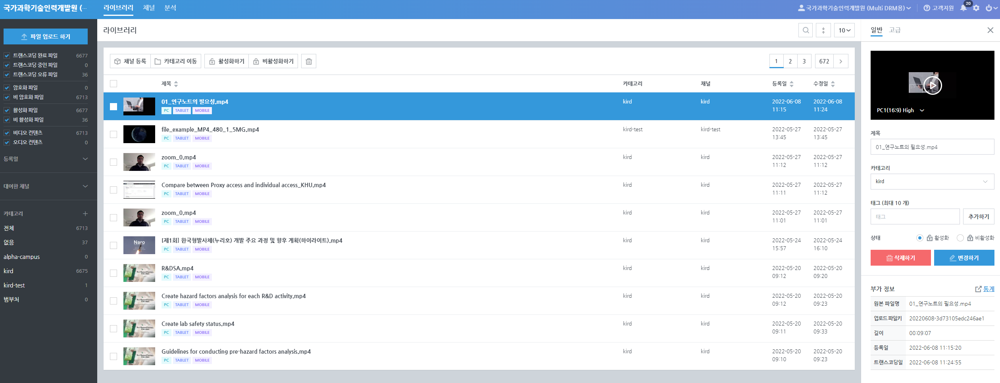 국가과학기술인력개발원 (...
라이브러리 채널 분석
국가과학기술인력개발원 (Multi DRM용) 고객지원 20
파일 업로드 하기
트랜스코딩 완료 파일 6677
트랜스코딩 중인 파일 0
트랜스코딩 오류 파일 36
암호화 파일 0
비 암호화 파일 6713
활성화 파일 6677
비 활성화 파일 36
비디오 컨텐츠 6713
오디오 컨텐츠 0
등록일
대여한 채널
카테고리 +
전체 6713
없음 37
alpha-campus 0
kird 6675
kird-test 1
범부처 0
라이브러리 10
채널 등록 카테고리 이동 활성화하기 비활성화하기 1 2 3 672 >
제목 카테고리 채널 등록일 수정일
01_연구노트의 필요성.mp4 kird kird 2022-06-08 2022-06-08
PC TABLET MOBILE 11:15 11:24
file_example_MP4_480_1_5MG.mp4 kird-test kird-test 2022-05-27 2022-05-27
PC TABLET MOBILE 13:45 13:45
zoom_0.mp4 kird kird 2022-05-27 2022-05-27
PC TABLET MOBILE 11:12 11:12
Compare between Proxy access and individual access_KHU.mp4 kird kird 2022-05-27 2022-05-27
PC TABLET MOBILE 11:11 11:12
zoom_0.mp4 kird kird 2022-05-27 2022-05-27
PC TABLET MOBILE 11:01 11:01
Naro
[제1회] 한국형발사체(누리호) 개발 주요 과정 및 향후 계획(하이라이트).mp4 kird kird 2022-05-24 2022-05-24
PC TABLET MOBILE 15:57 16:10
Pre-Hazard Factors
Education
R&DSA.mp4 kird kird 2022-05-20 2022-05-20
PC TABLET MOBILE 09:12 09:20
Pre-Hazard Factors
Education
Create hazard factors analysis for each R&D activity.mp4 kird kird 2022-05-20 2022-05-20
PC TABLET MOBILE 09:12 09:23
Pre-Hazard Factors
Education
Create lab safety status.mp4 kird kird 2022-05-20 2022-05-20
PC TABLET MOBILE 09:11 09:33
Pre-Hazard Factors
Education
Guidelines for conducting pre-hazard factors analysis.mp4 kird kird 2022-05-20 2022-05-20
PC TABLET MOBILE 09:10 09:23
일반 고급
PC1(16:9) High
제목
01_연구노트의 필요성.mp4
카테고리
kird
태그 (최대 10 개)
태그 추가하기
상태 활성화 비활성화
삭제하기 변경하기
부가 정보 통계
원본 파일명 01_연구노트의 필요성.mp4
업로드 파일키 20220608-3d73105edc246ae1
길이 00:09:07
등록일 2022-06-08 11:15:20
트랜스코딩일 2022-06-08 11:24:55